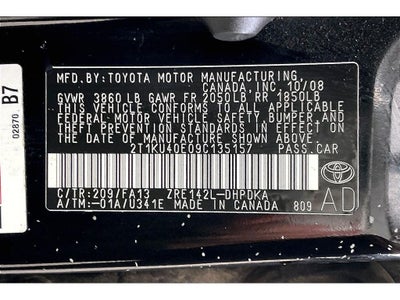 MFD.BY:TOYOTA MOTOR MANUFACTURING,
CANADA,INC. 10/08
GVWR 3860 LB GAWR FR 2050LB RR 1950LB
THIS VEHICLE CONFORMS TO ALL APPLICABLE
FEDERAL MOTOR VEHICLE SAFETY, BUMPER,
AND THEFT PREVENTION STANDARDS IN EFFECT
ON THE DATE OF MANUFACTURE SHOWN ABOVE.
2T1KU40E09C135157 PASS.CAR
C/TR:209/FA13 ZRE142L-DHPDKA
A/TM:-01A/U341E MADE IN CANADA 809
AD
02870 B7